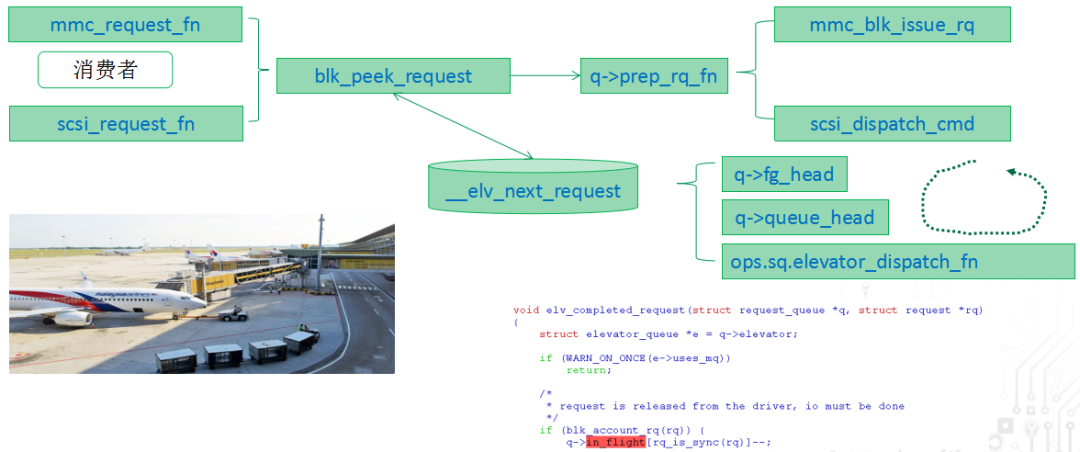 mmc_request_fn
消费者
scsi_request_fn
blk_peek_request
q->prep_rq_fn
mmc_blk_issue_rq
scsi_dispatch_cmd
__elv_next_request
q->fg_head
q->queue_head
ops.sq.elevator_dispatch_fn
malaysia airlines
void elv_completed_request(struct request_queue *q, struct request *rq)
{
    struct elevator_queue *e = q->elevator;
    if (WARN_ON_ONCE(e->uses_mq))
        return;
    /*
     * request is released from the driver, io must be done
     */
    if (blk_account_rq(rq)) {
        q->in_flight[rq_is_sync(rq)]--;